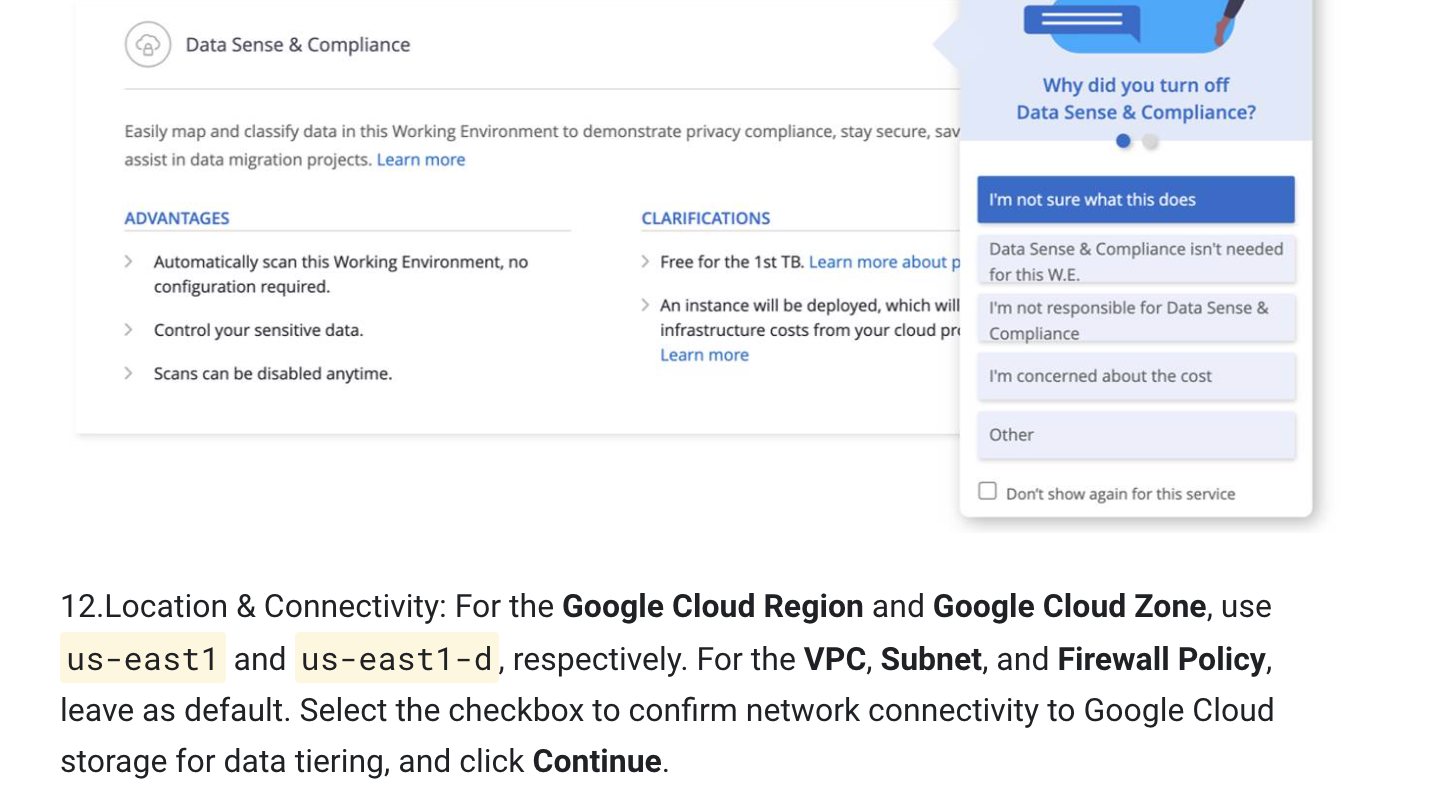 Data Sense & Compliance
Easily map and classify data in this Working Environment to demonstrate privacy compliance, stay secure,
assist in data migration projects. Learn more
ADVANTAGES
Automatically scan this Working Environment, no
configuration required.
Control your sensitive data.
Scans can be disabled anytime.
CLARIFICATIONS
Free for the 1st TB. Learn more about
An instance will be deployed, which will
infrastructure costs from your cloud
Learn more
Why did you turn off
Data Sense & Compliance?
I'm not sure what this does
Data Sense & Compliance isn't needed
for this W.E.
I'm not responsible for Data Sense &
Compliance
I'm concerned about the cost
Other
Don't show again for this service
12.Location & Connectivity: For the Google Cloud Region and Google Cloud Zone, use
us-east1 and us-east1-d, respectively. For the VPC, Subnet, and Firewall Policy,
leave as default. Select the checkbox to confirm network connectivity to Google Cloud
storage for data tiering, and click Continue.